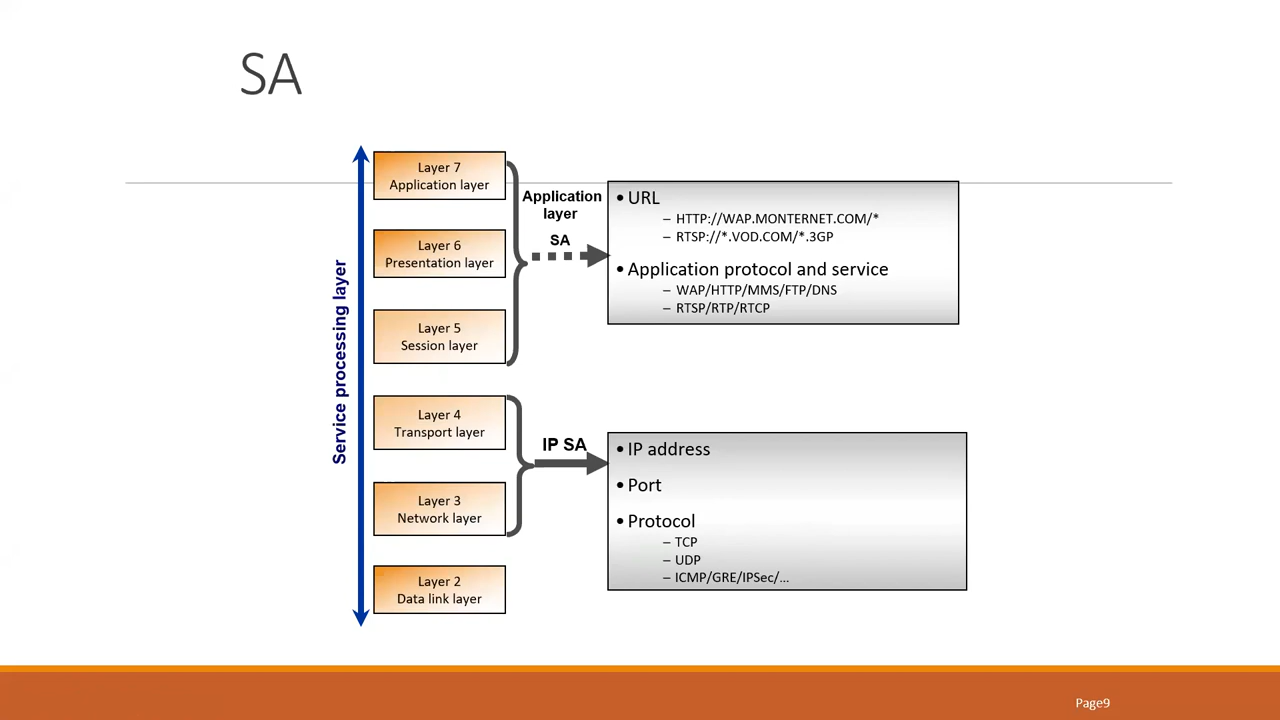 SA
Service processing layer
Layer 7
Application layer
Layer 6
Presentation layer
Layer 5
Session layer
Layer 4
Transport layer
Layer 3
Network layer
Layer 2
Data link layer
Application
layer
SA
• URL
– HTTP://WAP.MONTERNET.COM/*
– RTSP://*.VOD.COM/*.3GP
• Application protocol and service
– WAP/HTTP/MMS/FTP/DNS
– RTSP/RTP/RTCP
IP SA
• IP address
• Port
• Protocol
– TCP
– UDP
– ICMP/GRE/IPSec/...
Page9